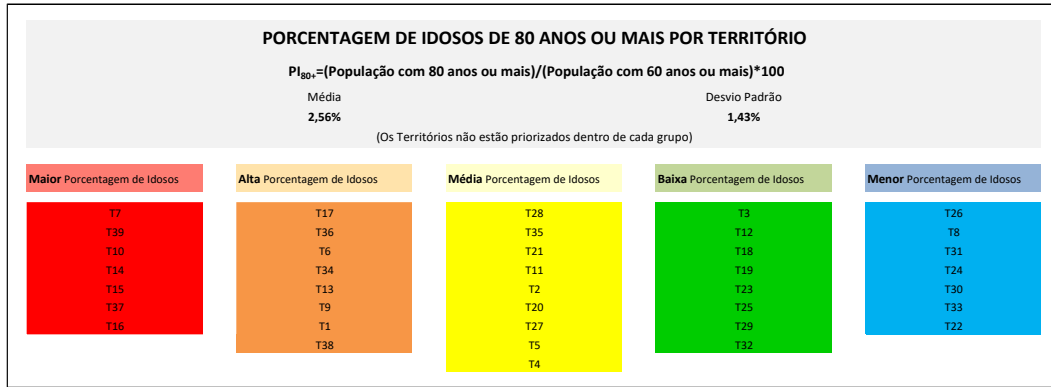 PORCENTAGEM DE IDOSOS DE 80 ANOS OU MAIS POR TERRITÓRIO
PI80+=(População com 80 anos ou mais)/(População com 60 anos ou mais)*100
Média Desvio Padrão
2,56% 1,43%
(Os Territórios não estão priorizados dentro de cada grupo)
Maior Porcentagem de Idosos Alta Porcentagem de Idosos Média Porcentagem de Idosos Baixa Porcentagem de Idosos Menor Porcentagem de Idosos
T7 T17 T28 T3 T26
T39 T36 T35 T12 T8
T10 T6 T21 T18 T31
T14 T34 T11 T19 T24
T15 T13 T2 T23 T30
T37 T9 T20 T25 T33
T16 T1 T27 T29 T22
T38 T5 T32
T4